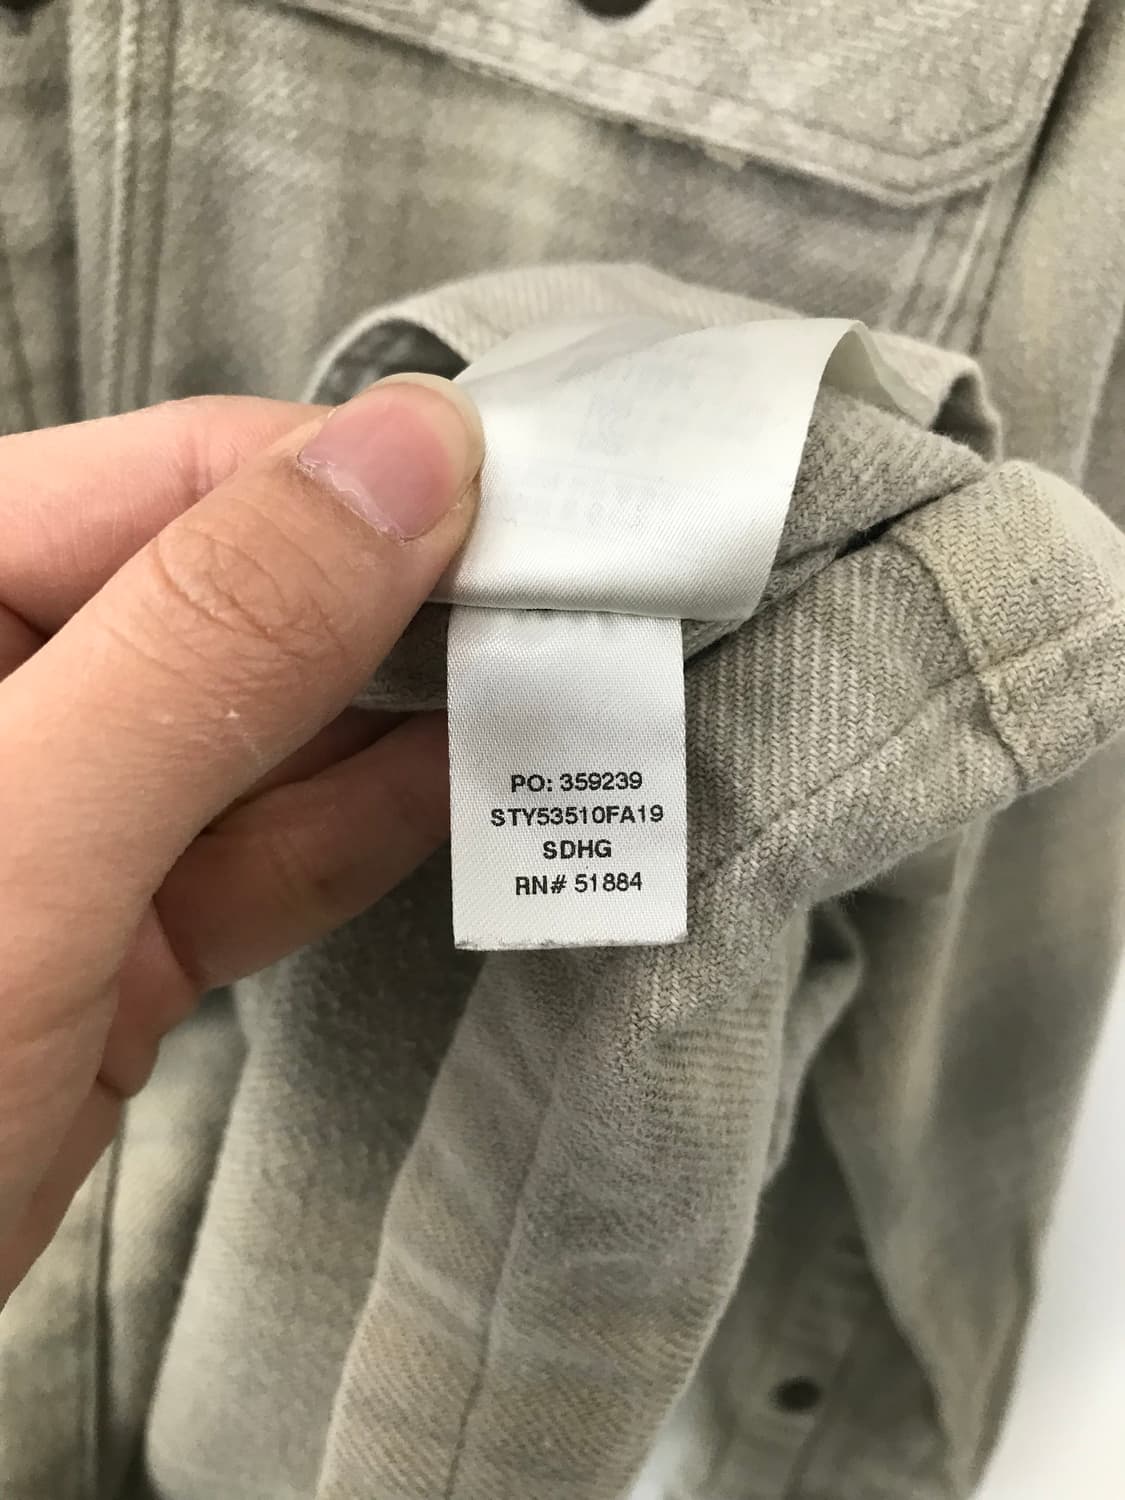 PO: 359239
STY53510FA19
SDHG
RN# 51884